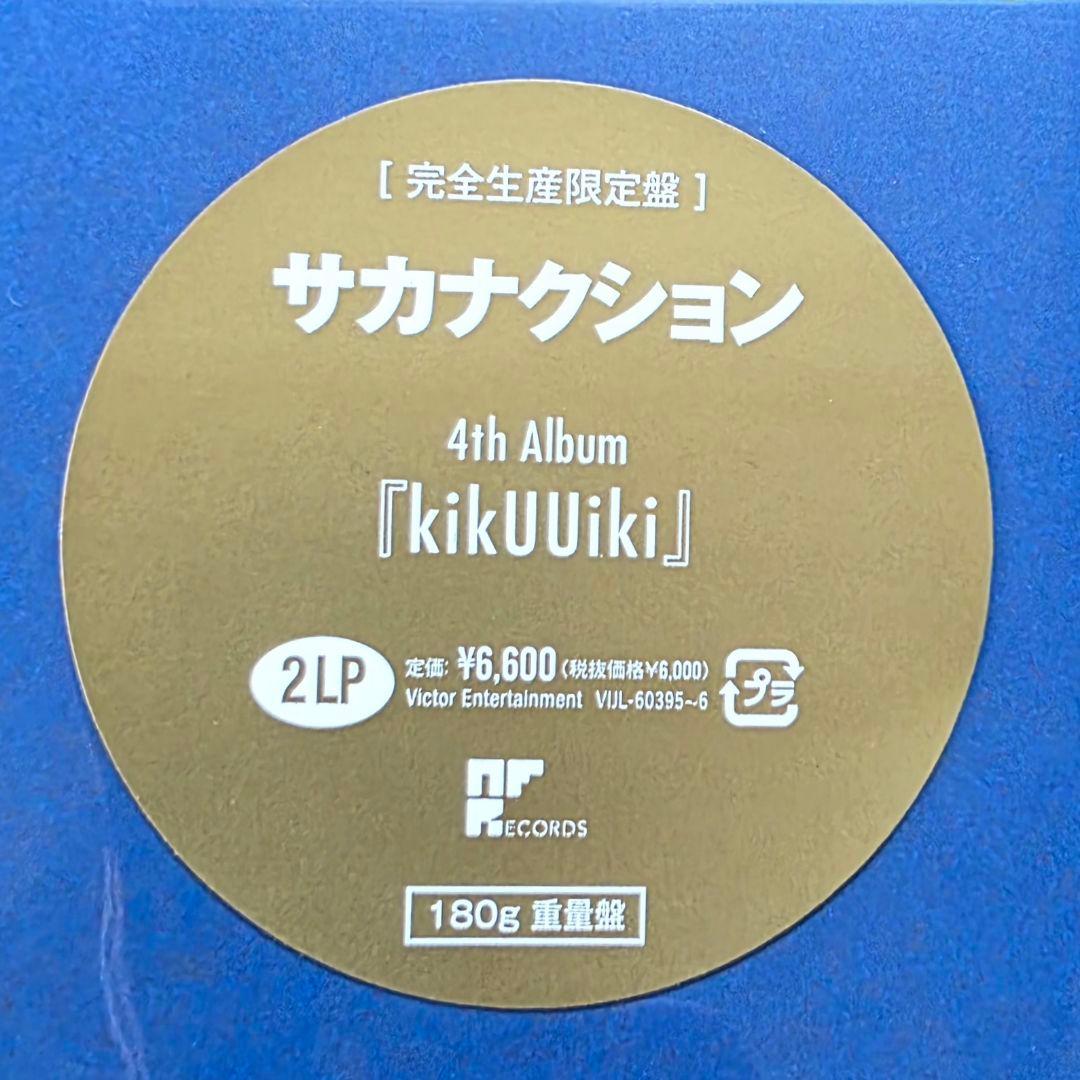 [完全生産限定盤]
サカナクション
4th Album
『kikUUiki』
2LP
定価: ¥6,600 (税抜価格¥6,000)
Victor Entertainment VIJL-60395~6
プラ
NF
RECORDS
180g 重量盤